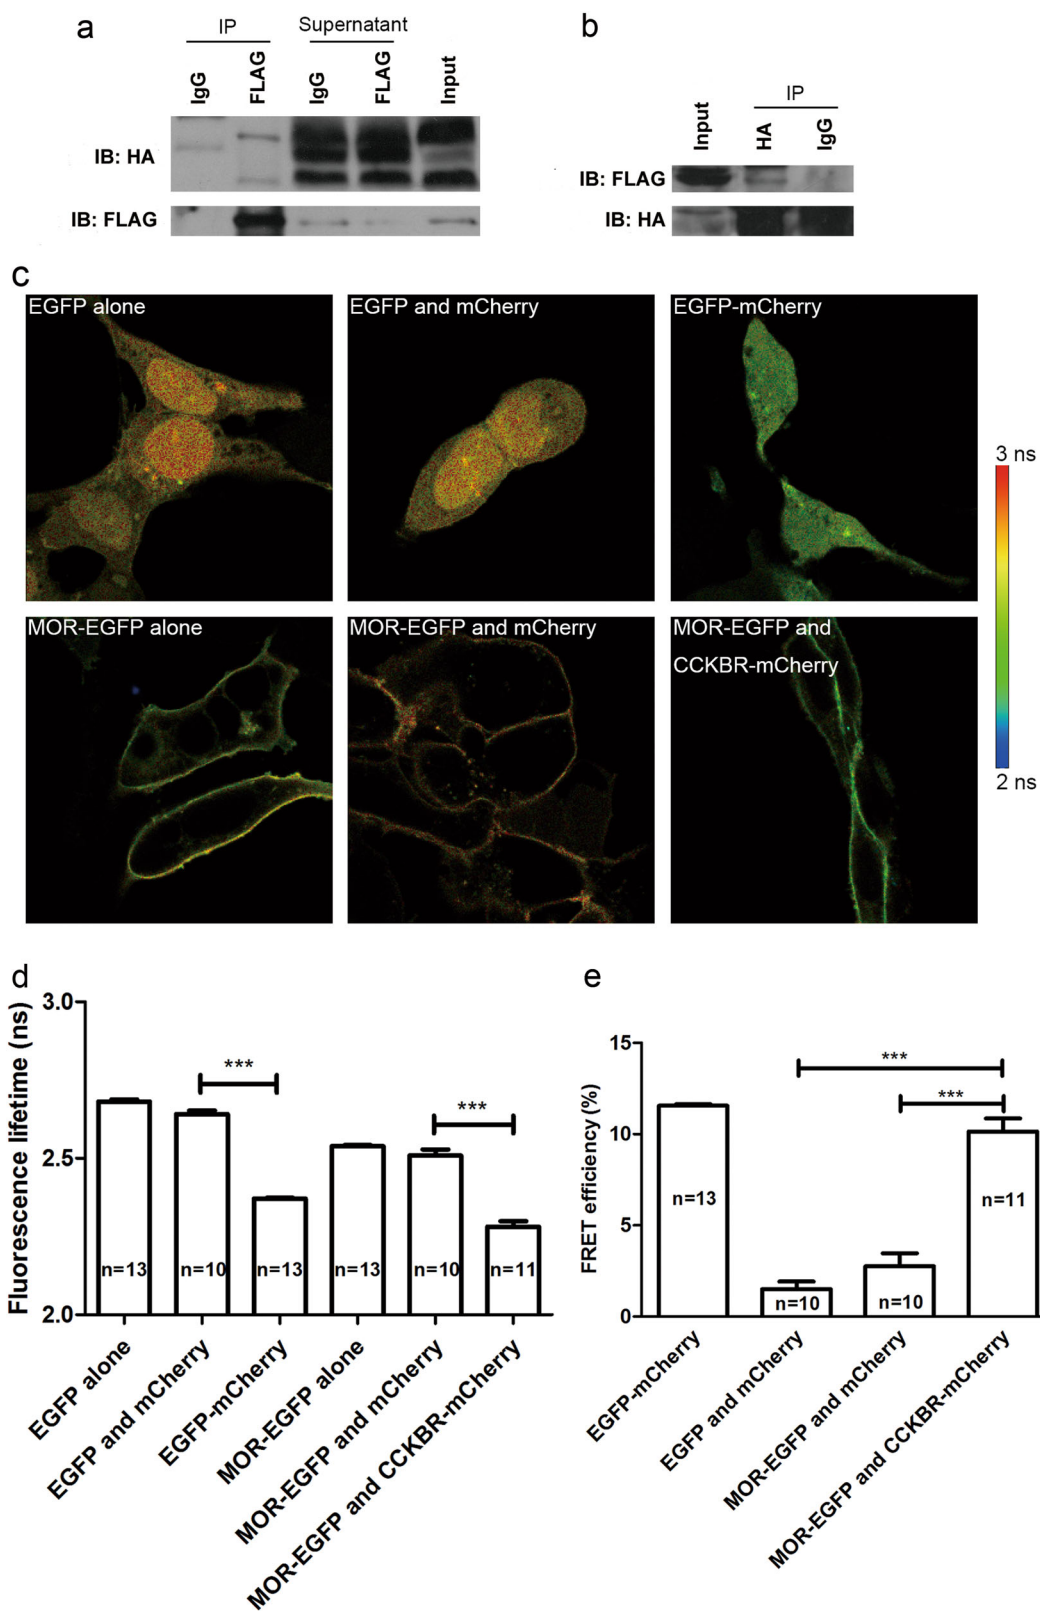 a
IP
Supernatant
IgG
FLAG
IgG
FLAG
Input
IB: HA
IB: FLAG
b
IP
Input
HA
IgG
IB: FLAG
IB: HA
c
EGFP alone
EGFP and mCherry
EGFP-mCherry
MOR-EGFP alone
MOR-EGFP and mCherry
MOR-EGFP and
CCKBR-mCherry
3 ns
2 ns
d
Fluorescence lifetime (ns)
3.0
2.5
2.0
***
***
n=13
n=10
n=13
n=13
n=10
n=11
EGFP alone
EGFP and mCherry
EGFP-mCherry
MOR-EGFP alone
MOR-EGFP and mCherry
MOR-EGFP and CCKBR-mCherry
e
FRET efficiency (%)
15
10
5
0
***
***
n=13
n=10
n=10
n=11
EGFP-mCherry
EGFP and mCherry
MOR-EGFP and mCherry
MOR-EGFP and CCKBR-mCherry